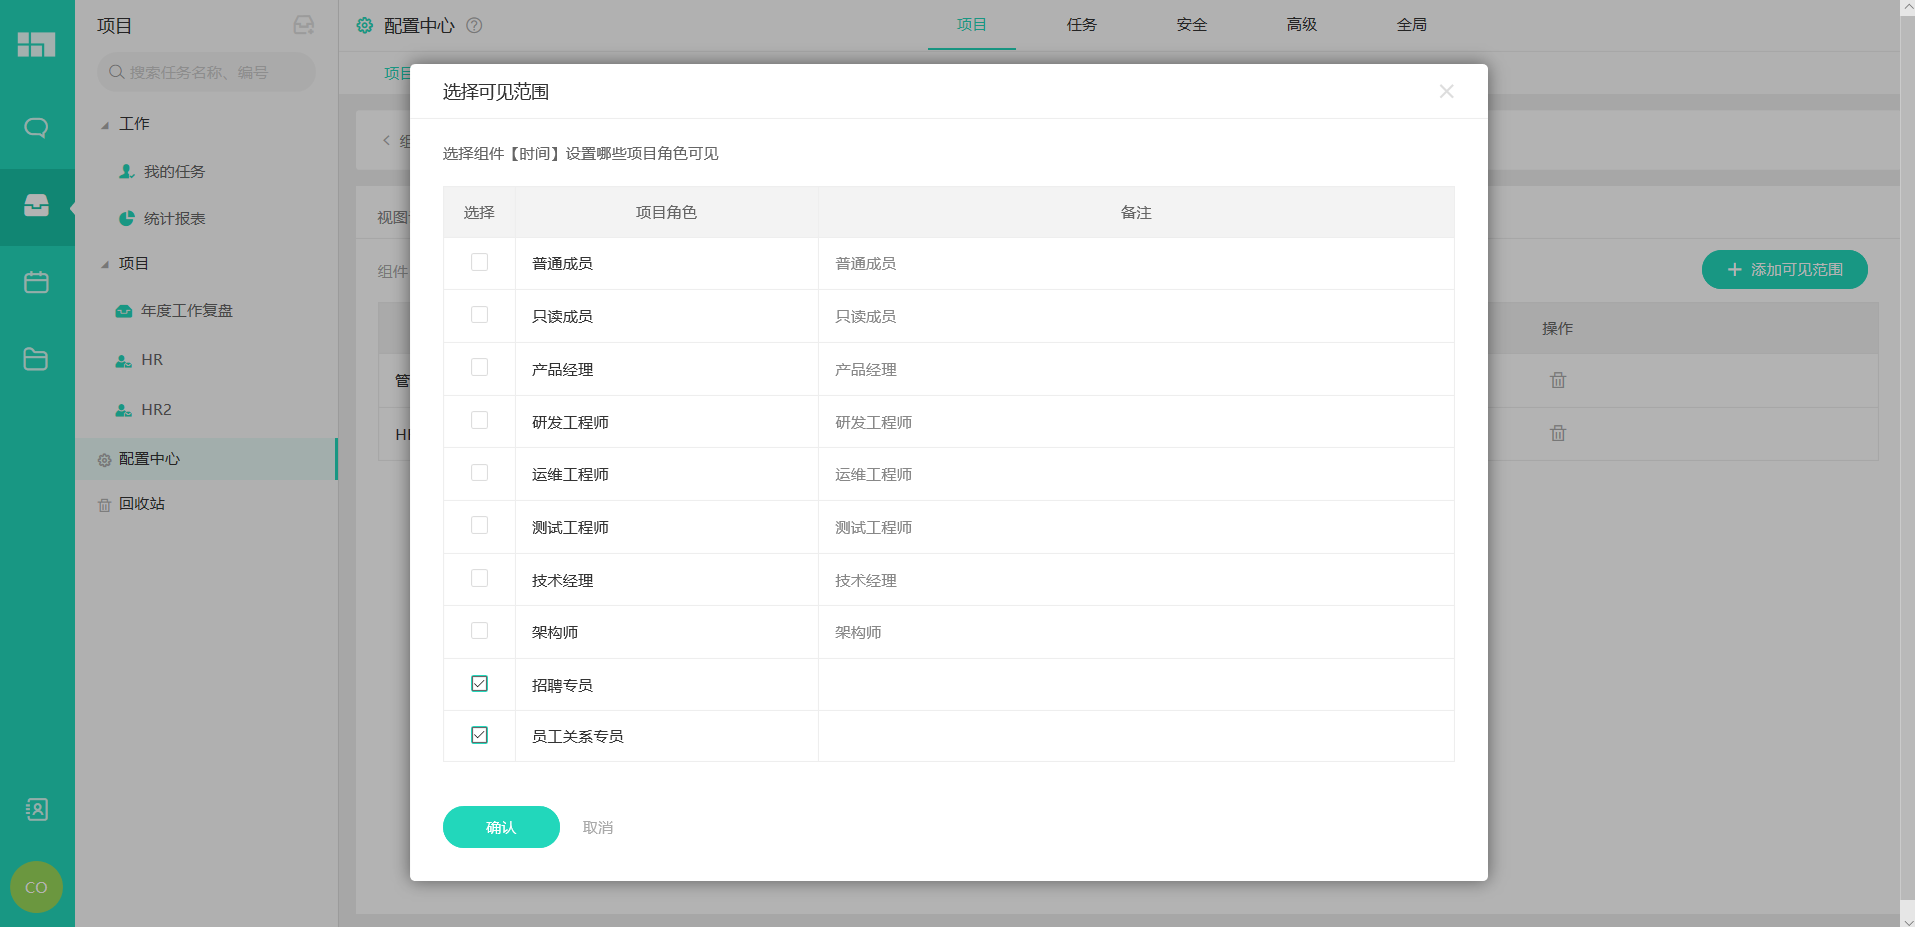 项目
搜索任务名称、编号
工作
我的任务
统计报表
项目
年度工作复盘
HR
HR2
配置中心
回收站
CO
配置中心
项目 任务 安全 高级 全局
项目
组
视图
组件
添加可见范围
操作
管
选择可见范围
选择组件【时间】设置哪些项目角色可见
选择 项目角色 备注
普通成员 普通成员
只读成员 只读成员
产品经理 产品经理
研发工程师 研发工程师
运维工程师 运维工程师
测试工程师 测试工程师
技术经理 技术经理
架构师 架构师
招聘专员
员工关系专员
确认 取消